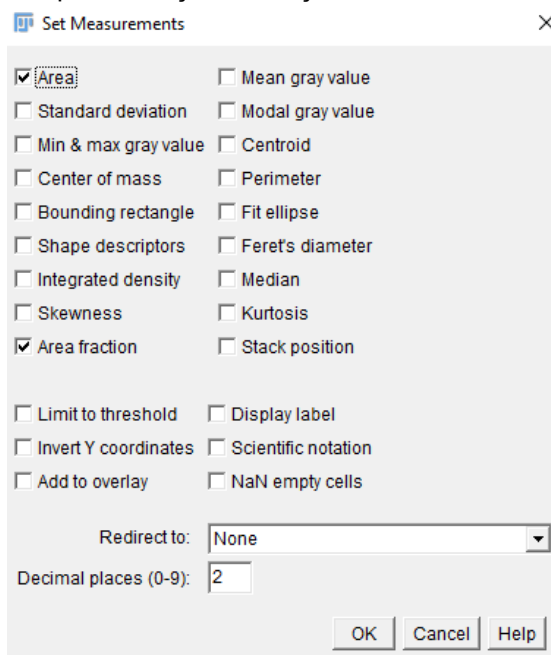 Set Measurements
Area Mean gray value
Standard deviation Modal gray value
Min & max gray value Centroid
Center of mass Perimeter
Bounding rectangle Fit ellipse
Shape descriptors Feret's diameter
Integrated density Median
Skewness Kurtosis
Area fraction Stack position
Limit to threshold Display label
Invert Y coordinates Scientific notation
Add to overlay NaN empty cells
Redirect to: None
Decimal places (0-9): 2
OK Cancel Help